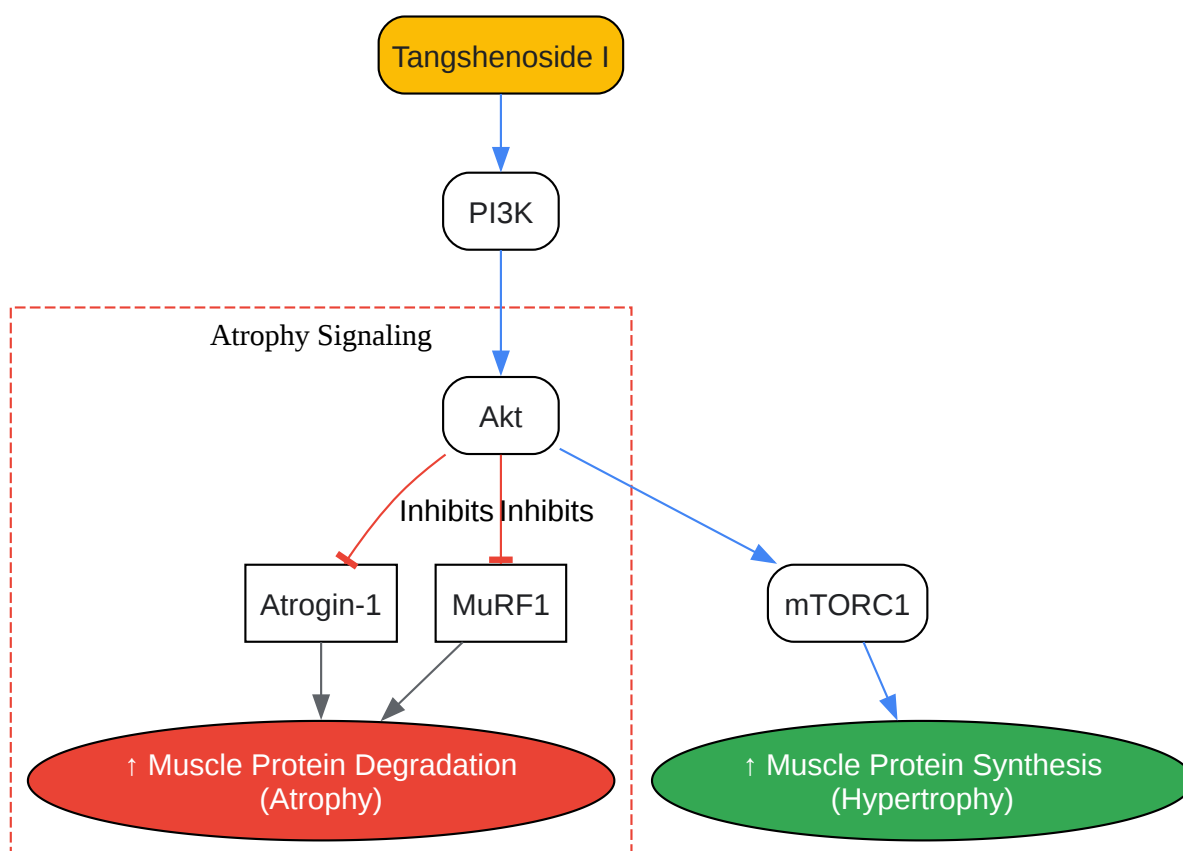 Tangshenoside I
PI3K
Atrophy Signaling
Akt
Inhibits
Inhibits
Atrogin-1
MuRF1
mTORC1
↑ Muscle Protein Degradation
(Atrophy)
↑ Muscle Protein Synthesis
(Hypertrophy)